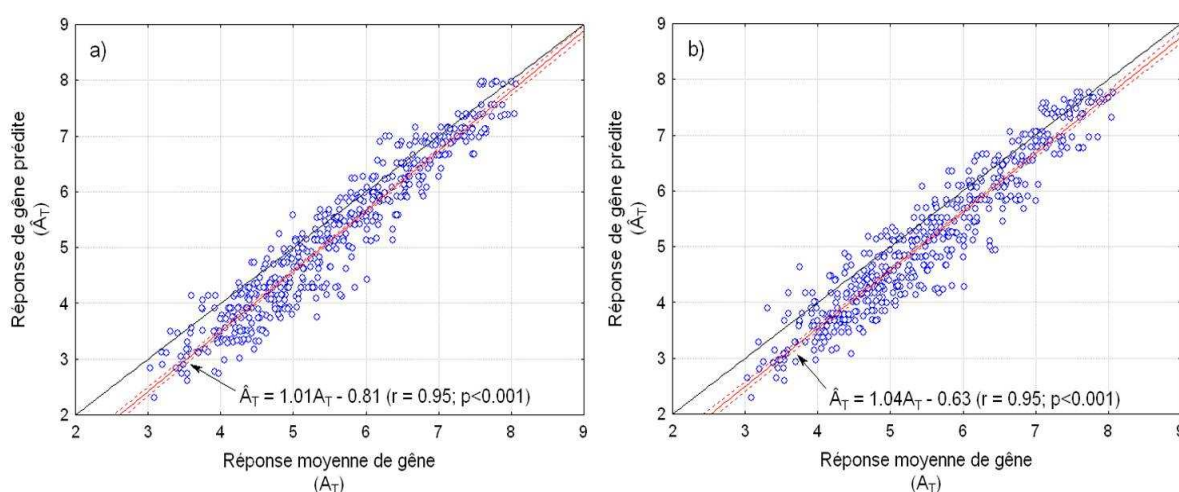 a)
9
8
7
6
5
4
3
2
Réponse de gêne prédite
(Â_T)
Â_T = 1.01A_T - 0.81 (r = 0.95; p<0.001)
2 3 4 5 6 7 8 9
Réponse moyenne de gêne
(A_T)
b)
9
8
7
6
5
4
3
2
Réponse de gêne prédite
(Â_T)
Â_T = 1.04A_T - 0.63 (r = 0.95; p<0.001)
2 3 4 5 6 7 8 9
Réponse moyenne de gêne
(A_T)